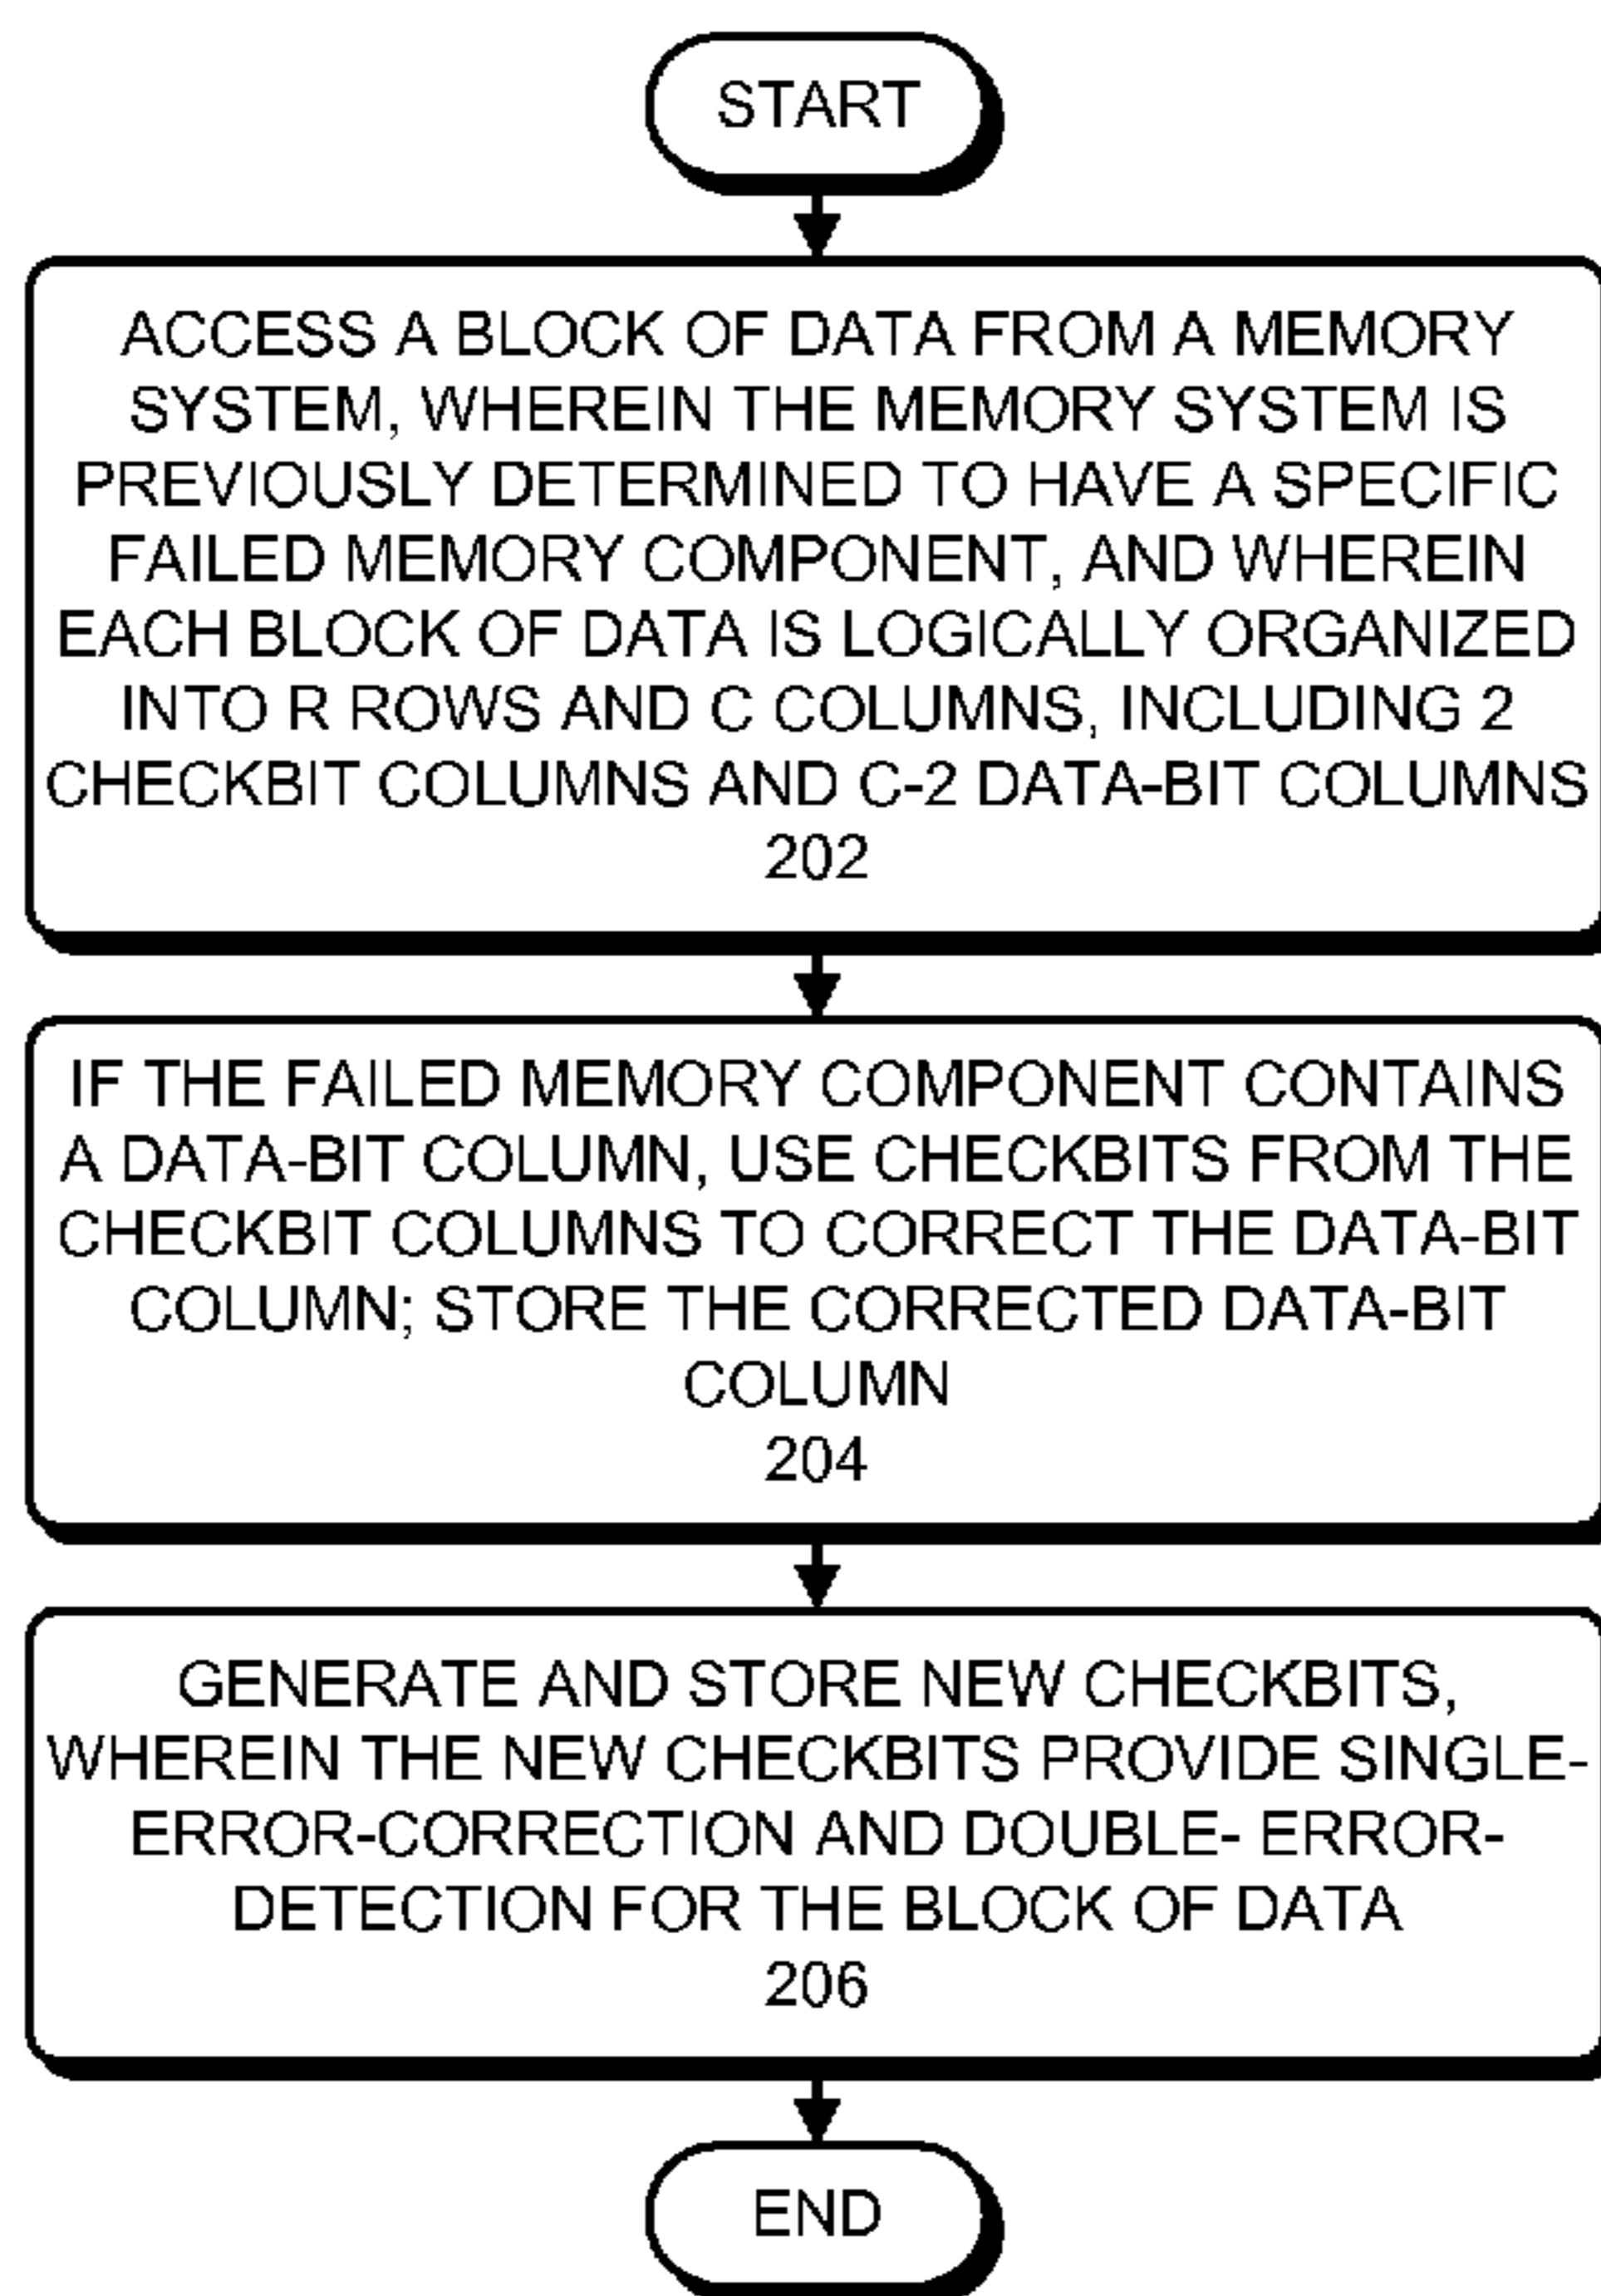 START
ACCESS A BLOCK OF DATA FROM A MEMORY
SYSTEM, WHEREIN THE MEMORY SYSTEM IS
PREVIOUSLY DETERMINED TO HAVE A SPECIFIC
FAILED MEMORY COMPONENT, AND WHEREIN
EACH BLOCK OF DATA IS LOGICALLY ORGANIZED
INTO R ROWS AND C COLUMNS, INCLUDING 2
CHECKBIT COLUMNS AND C-2 DATA-BIT COLUMNS
202
IF THE FAILED MEMORY COMPONENT CONTAINS
A DATA-BIT COLUMN, USE CHECKBITS FROM THE
CHECKBIT COLUMNS TO CORRECT THE DATA-BIT
COLUMN; STORE THE CORRECTED DATA-BIT
COLUMN
204
GENERATE AND STORE NEW CHECKBITS,
WHEREIN THE NEW CHECKBITS PROVIDE SINGLE-
ERROR-CORRECTION AND DOUBLE- ERROR-
DETECTION FOR THE BLOCK OF DATA
206
END